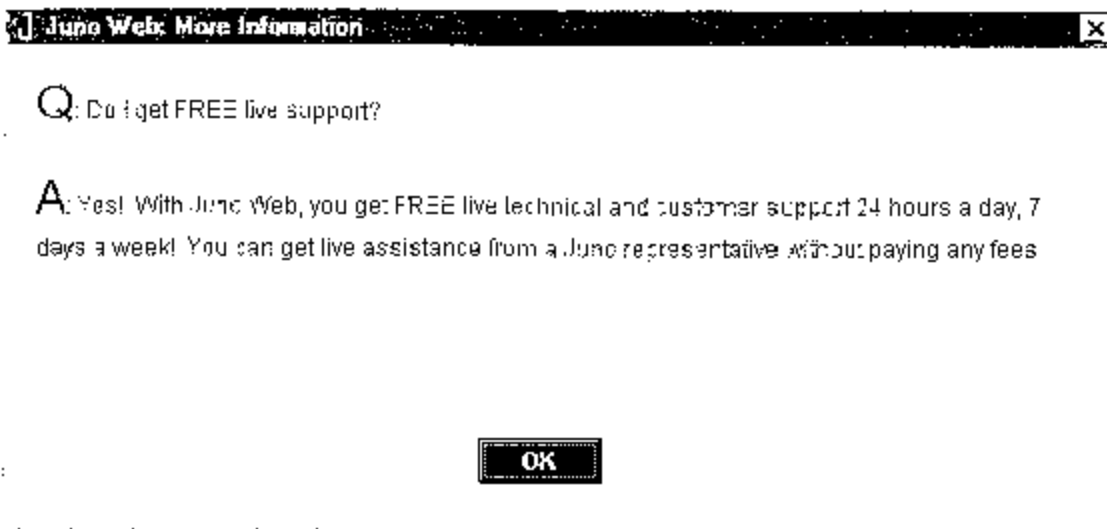 Juno Web: More Information
Q: Do I get FREE live support?
A: Yes! With Juno Web, you get FREE live technical and customer support 24 hours a day, 7
days a week! You can get live assistance from a Juno representative without paying any fees
OK